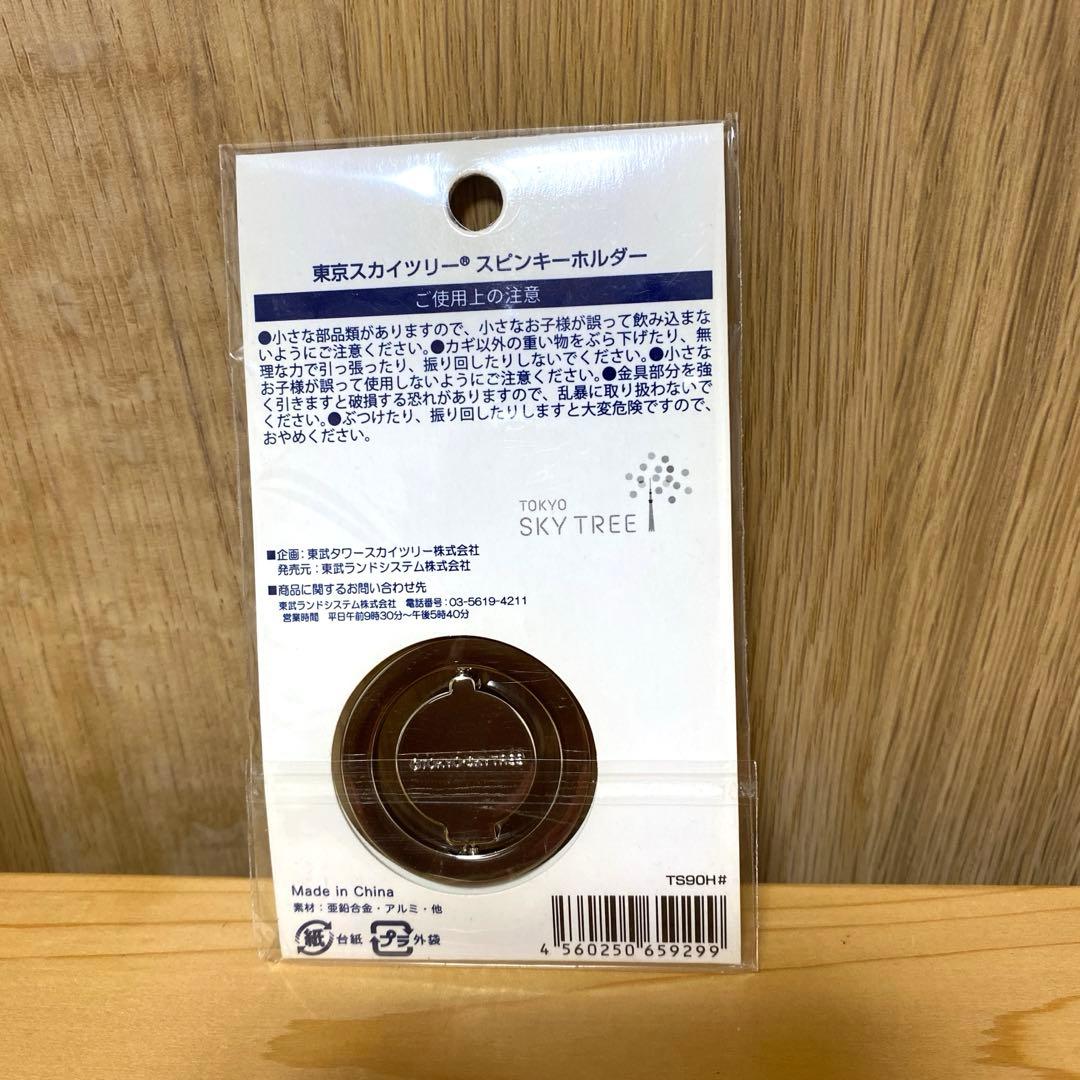 東京スカイツリー® スピンキーホルダー
ご使用上の注意
●小さな部品類がありますので、小さなお子様が誤って飲み込まな
いようにご注意ください。●カギ以外の重い物をぶら下げたり、無
理な力で引っ張ったり、振り回したりしないでください。●小さな
お子様が誤って使用しないようにご注意ください。●金具部分を強
く引きますと破損する恐れがありますので、乱暴に取り扱わないで
ください。●ぶつけたり、振り回したりしますと大変危険ですので、
おやめください。
TOKYO
SKY TREE
■企画：東武タワースカイツリー株式会社
発売元：東武ランドシステム株式会社
■商品に関するお問い合わせ先
東武ランドシステム株式会社　電話番号：03-5619-4211
営業時間　平日午前9時30分～午後5時40分
©TOKYO-SKYTREE
TS90H#
Made in China
素材：亜鉛合金・アルミ・他
紙 台紙 プラ 外袋
4 560250 659299